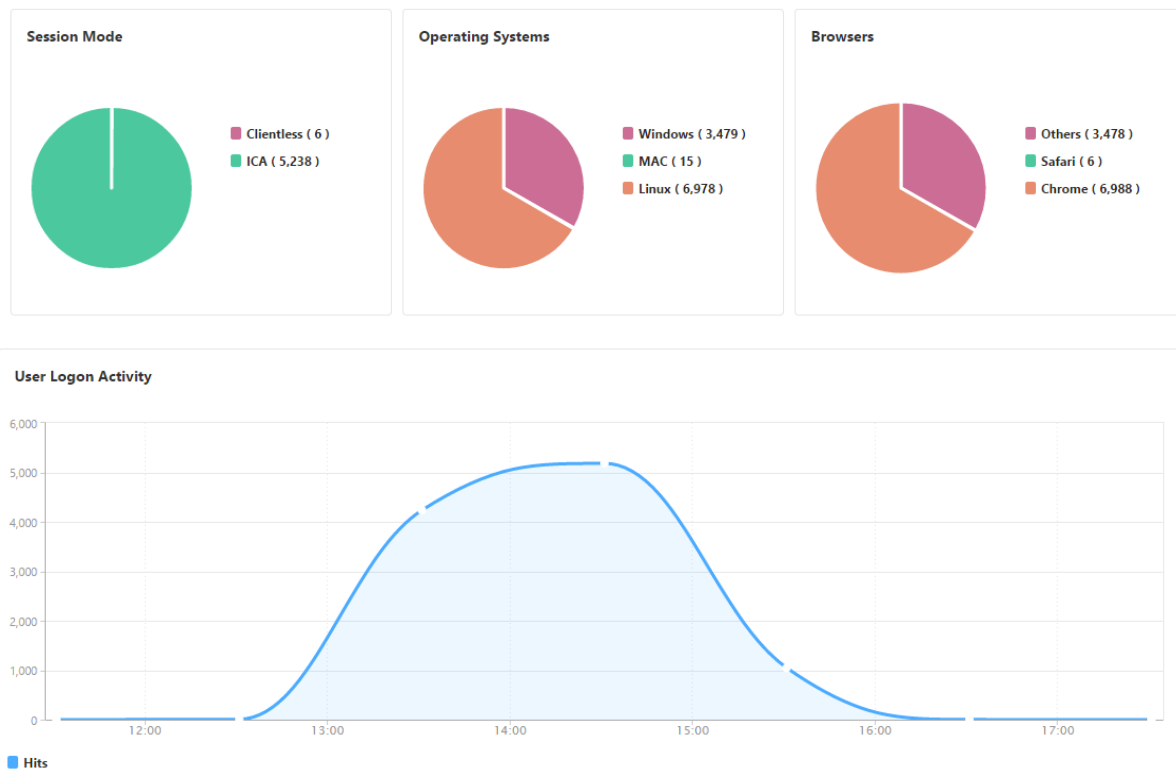 Session Mode
Clientless ( 6 )
ICA ( 5,238 )
Operating Systems
Windows ( 3,479 )
MAC ( 15 )
Linux ( 6,978 )
Browsers
Others ( 3,478 )
Safari ( 6 )
Chrome ( 6,988 )
User Logon Activity
6,000
5,000
4,000
3,000
2,000
1,000
0
12:00 13:00 14:00 15:00 16:00 17:00
Hits